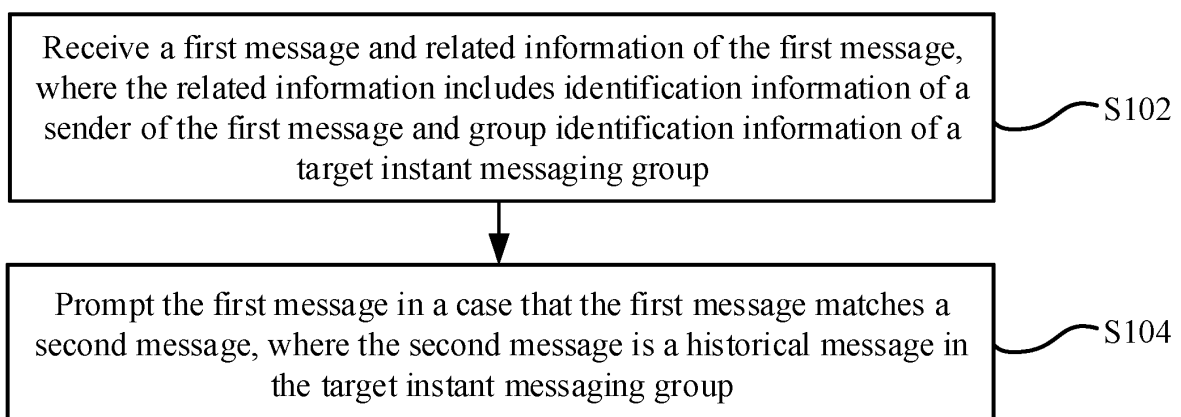 Receive a first message and related information of the first message,
where the related information includes identification information of a
sender of the first message and group identification information of a
target instant messaging group
S102
Prompt the first message in a case that the first message matches a
second message, where the second message is a historical message in
the target instant messaging group
S104